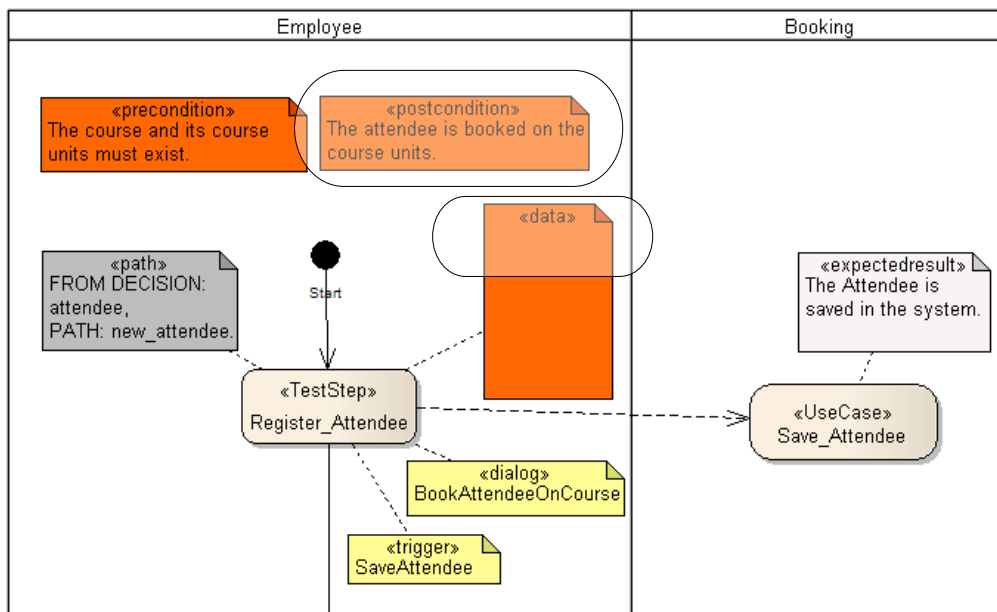 Employee
Booking
«precondition»
The course and its course
units must exist.
«postcondition»
The attendee is booked on the
course units.
«data»
«path»
FROM DECISION:
attendee,
PATH: new_attendee.
Start
«expectedresult»
The Attendee is
saved in the system.
«TestStep»
Register_Attendee
«UseCase»
Save_Attendee
«dialog»
BookAttendeeOnCourse
«trigger»
SaveAttendee